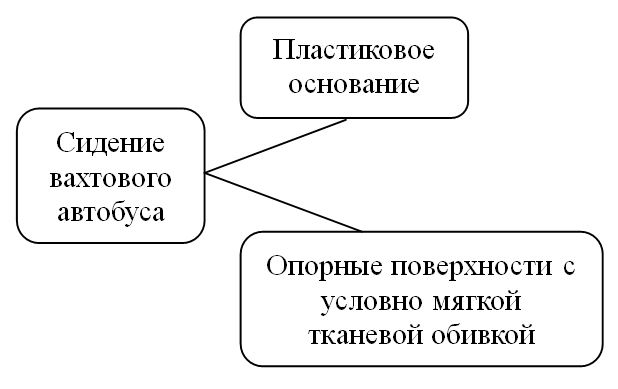 Пластиковое
основание
Сидение
вахтового
автобуса
Опорные поверхности с
условно мягкой
тканевой обивкой